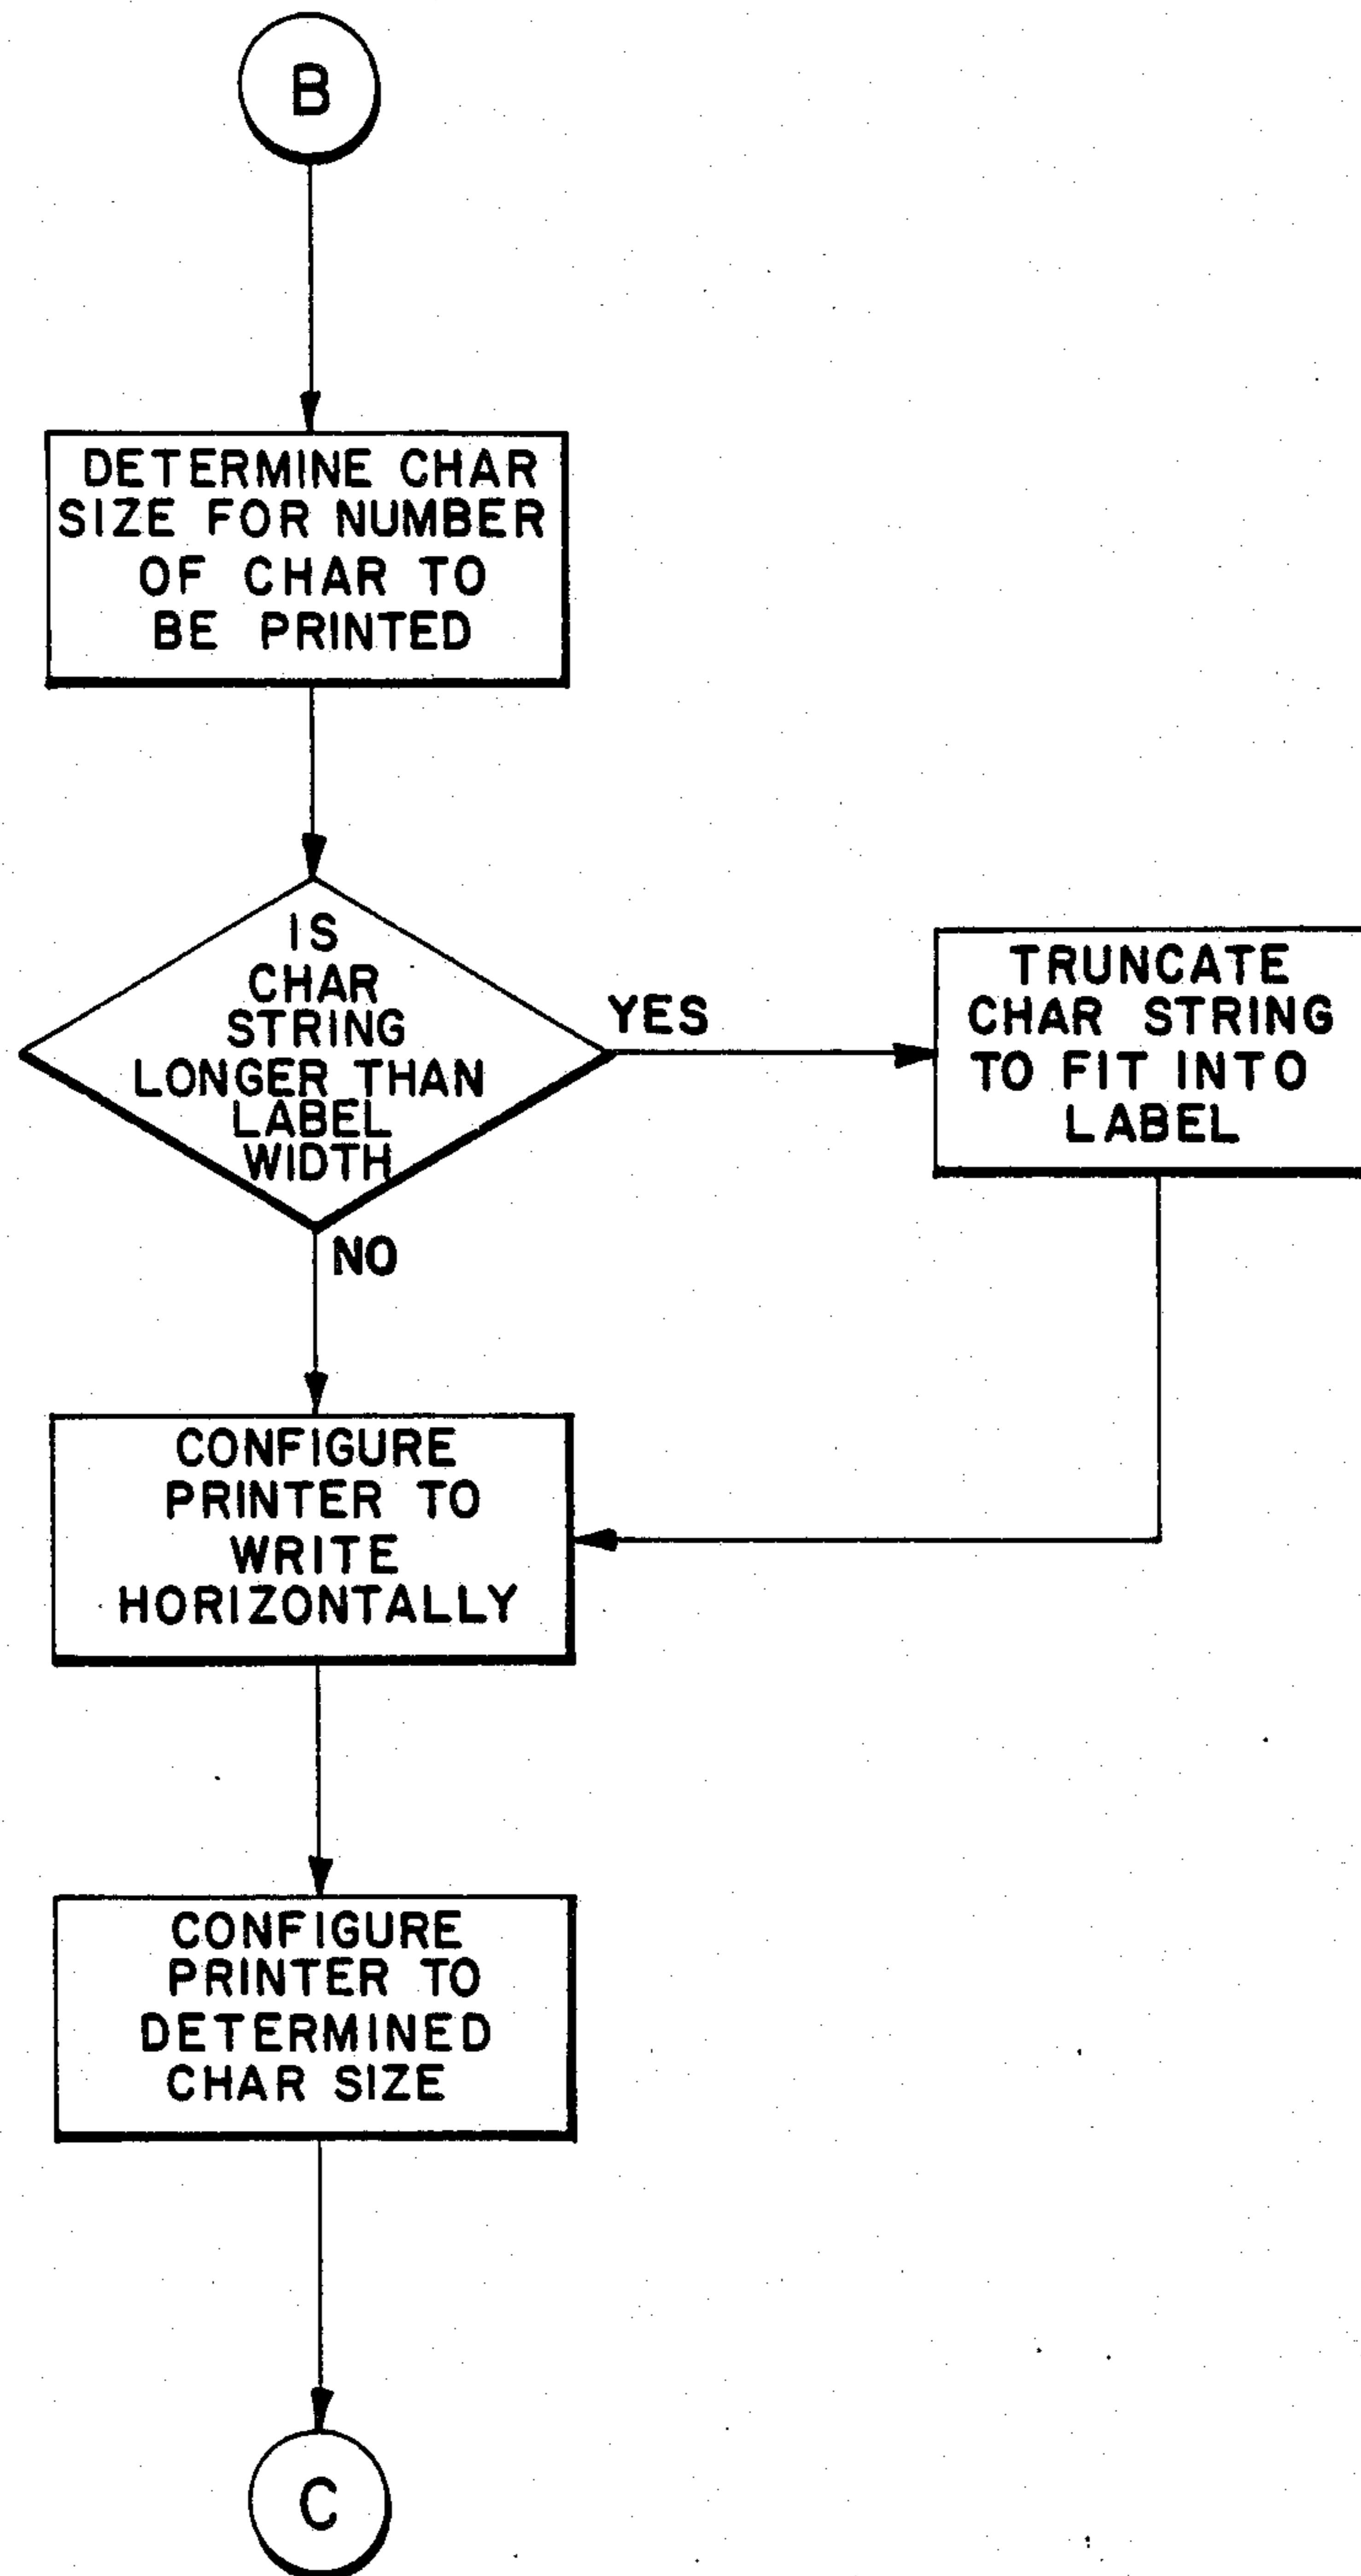 B
DETERMINE CHAR
SIZE FOR NUMBER
OF CHAR TO
BE PRINTED
IS
CHAR
STRING
LONGER THAN
LABEL
WIDTH
YES
TRUNCATE
CHAR STRING
TO FIT INTO
LABEL
NO
CONFIGURE
PRINTER TO
WRITE
HORIZONTALLY
CONFIGURE
PRINTER TO
DETERMINED
CHAR SIZE
C